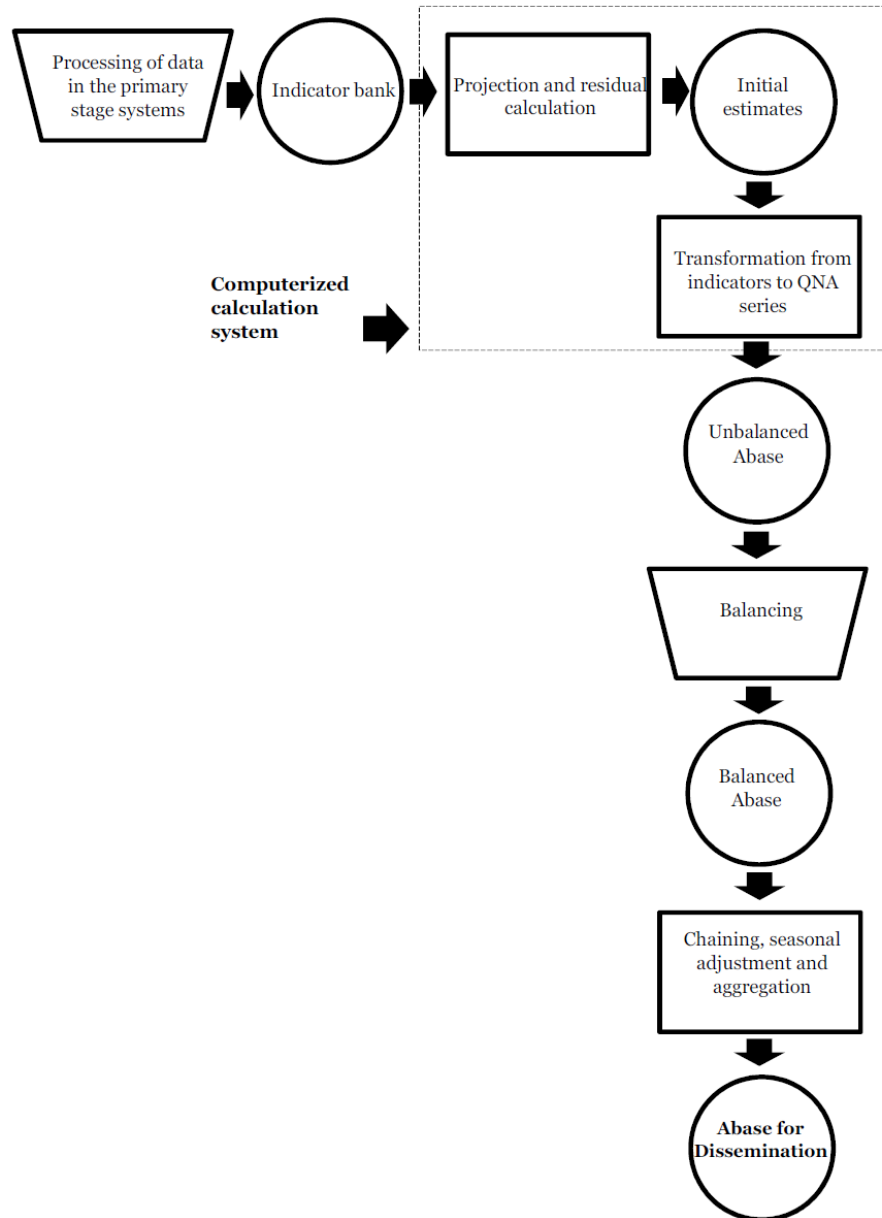 Processing of data
in the primary
stage systems
Indicator bank
Projection and residual
calculation
Initial
estimates
Transformation from
indicators to QNA
series
Computerized
calculation
system
Unbalanced
Abase
Balancing
Balanced
Abase
Chaining, seasonal
adjustment and
aggregation
Abase for
Dissemination